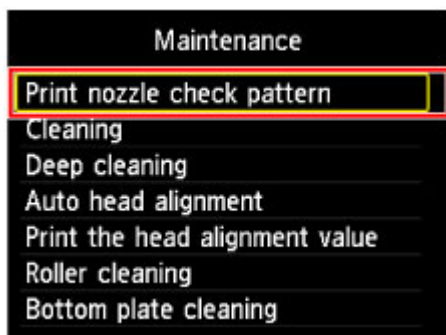 Maintenance
Print nozzle check pattern
Cleaning
Deep cleaning
Auto head alignment
Print the head alignment value
Roller cleaning
Bottom plate cleaning